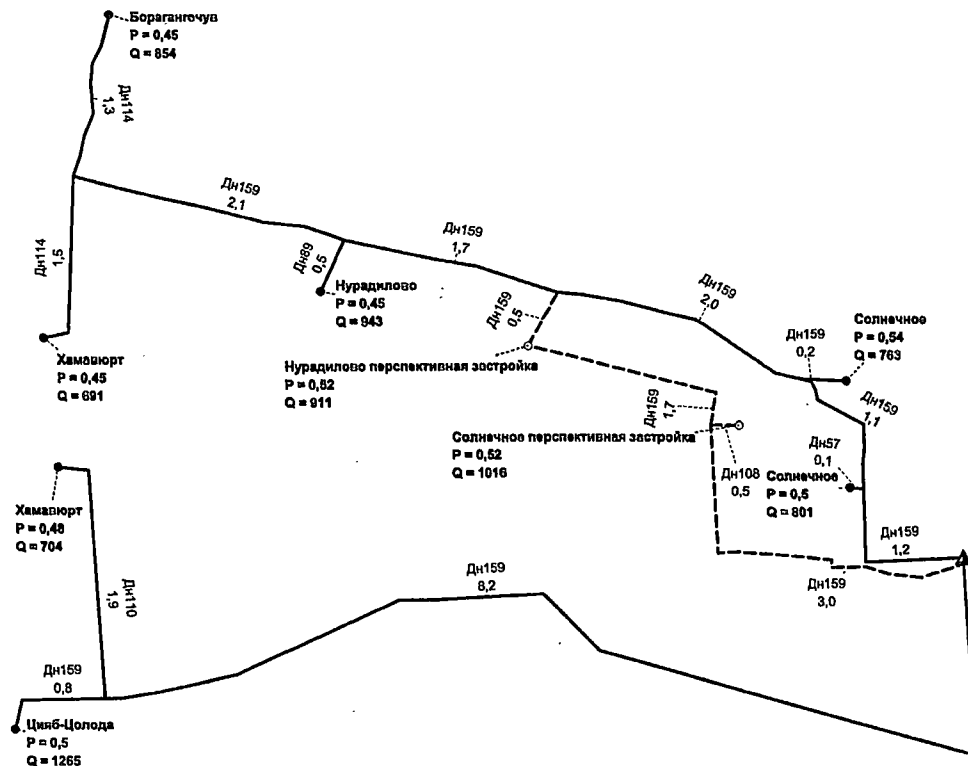 Борагангечув
P = 0,45
Q = 854
Дн114
1,3
Дн159
2,1
Дн114
1,5
Дн89
0,5
Дн159
1,7
Нурадилово
P = 0,45
Q = 943
Дн159
0,5
Дн159
2,0
Солнечное
P = 0,54
Q = 763
Дн159
0,2
Хамавюрт
P = 0,45
Q = 691
Нурадилово перспективная застройка
P = 0,52
Q = 911
Дн159
1,7
Дн159
1,1
Солнечное перспективная застройка
P = 0,52
Q = 1016
Дн57
0,1
Дн108
0,5
Солнечное
P = 0,5
Q = 801
Хамавюрт
P = 0,48
Q = 704
Дн159
1,2
Дн159
8,2
Дн159
3,0
Дн110
1,9
Дн159
0,8
Цияб-Цолода
P = 0,5
Q = 1265